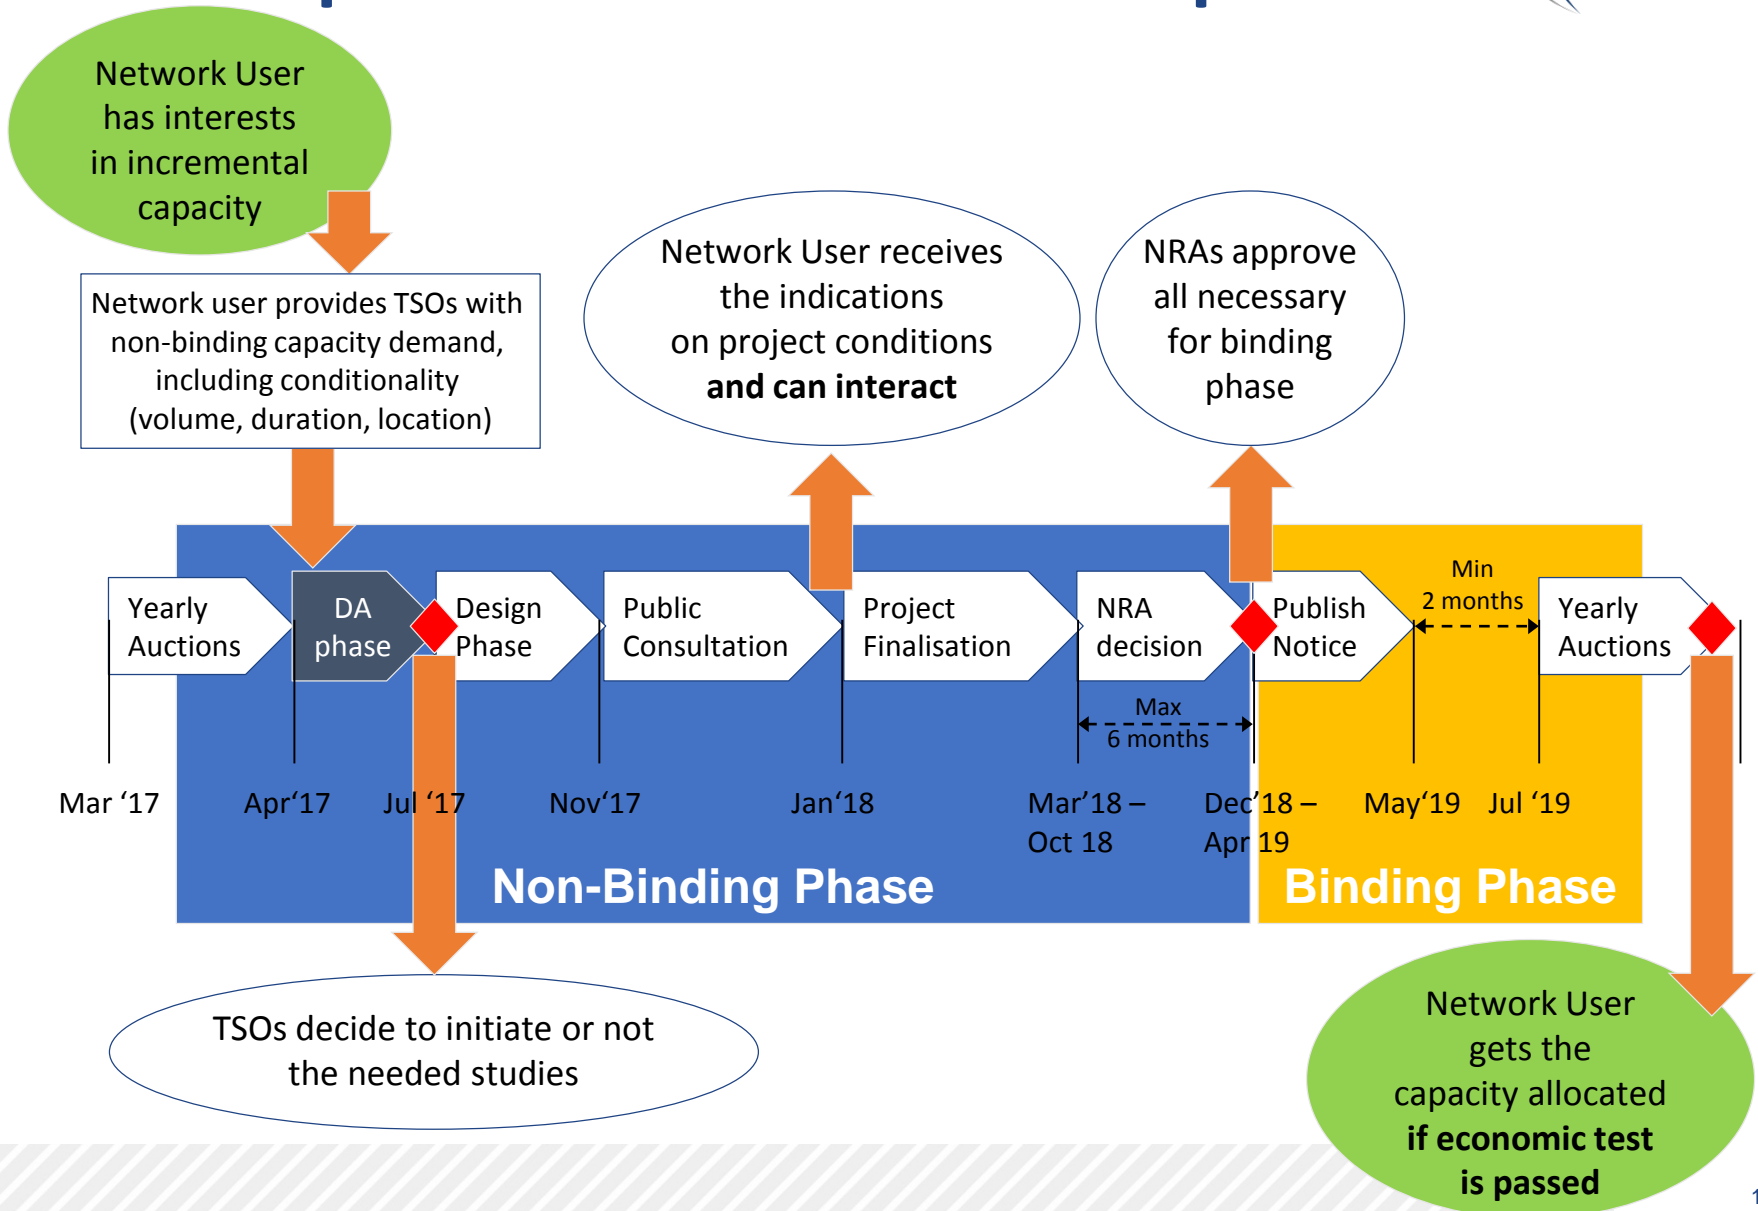 Network User
has interests
in incremental
capacity
Network user provides TSOs with
non-binding capacity demand,
including conditionality
(volume, duration, location)
Network User receives
the indications
on project conditions
and can interact
NRAs approve
all necessary
for binding
phase
Yearly
Auctions
DA
phase
Design
Phase
Public
Consultation
Project
Finalisation
NRA
decision
Publish
Notice
Min
2 months
Yearly
Auctions
Max
6 months
Mar ‘17
Apr‘17
Jul ‘17
Nov‘17
Jan‘18
Mar’18 –
Oct 18
Dec’18 –
Apr 19
May‘19
Jul ‘19
Non-Binding Phase
Binding Phase
TSOs decide to initiate or not
the needed studies
Network User
gets the
capacity allocated
if economic test
is passed